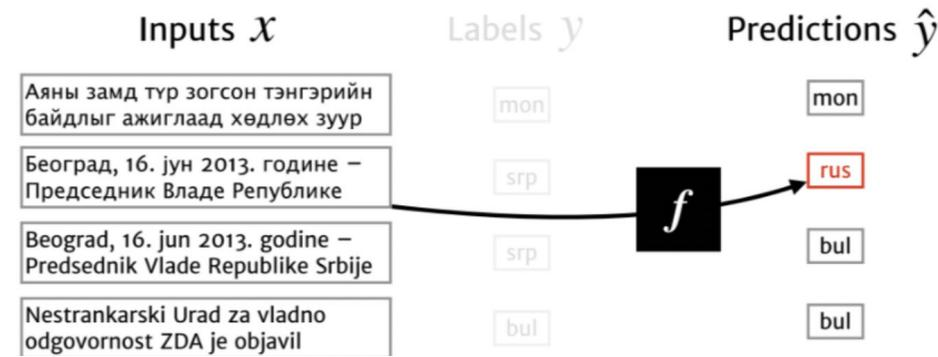 Inputs x Labels y Predictions ŷ
Аяны замд түр зогсон тэнгэрийн
байдлыг ажиглаад хөдлөх зуур
mon
mon
Београд, 16. јун 2013. године –
Председник Владе Републике
srp
f
rus
Beograd, 16. jun 2013. godine –
Predsednik Vlade Republike Srbije
srp
bul
Nestrankarski Urad za vladno
odgovornost ZDA je objavil
bul
bul